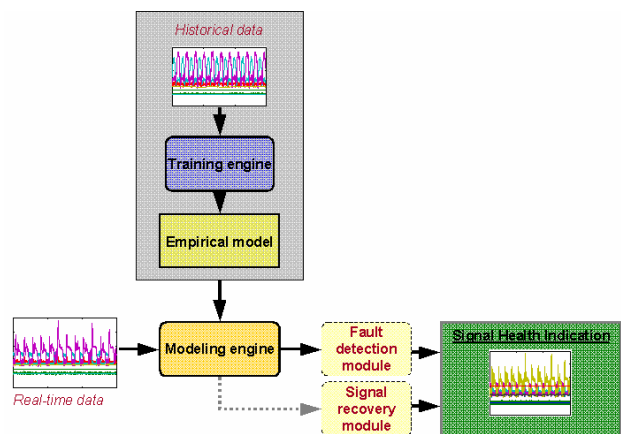 Historical data
Training engine
Empirical model
Modeling engine
Fault
detection
module
Signal Health Indication
Real-time data
Signal
recovery
module